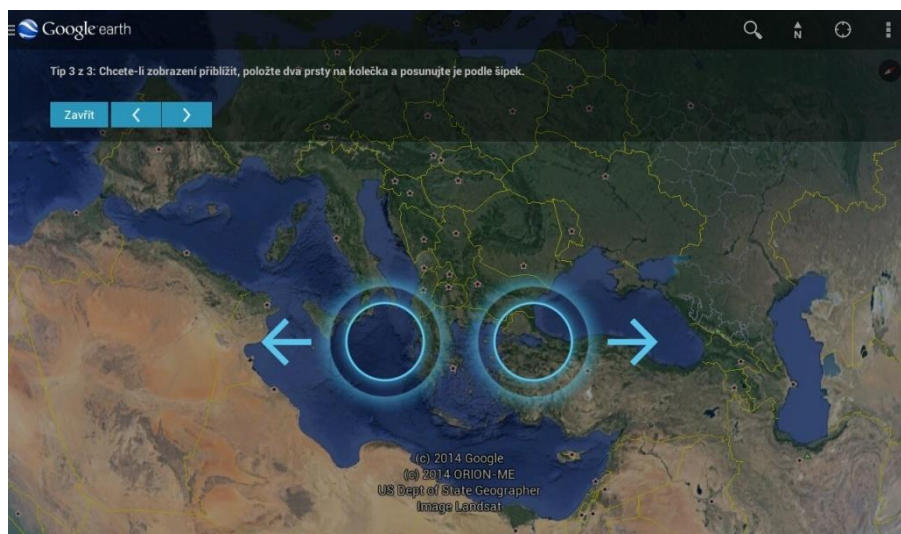 Google earth
N
Tip 3 z 3: Chcete-li zobrazení přiblížit, položte dva prsty na kolečka a posunujte je podle šipek.
Zavřít
(c) 2014 Google
(c) 2014 ORION-ME
US Dept of State Geographer
Image Landsat